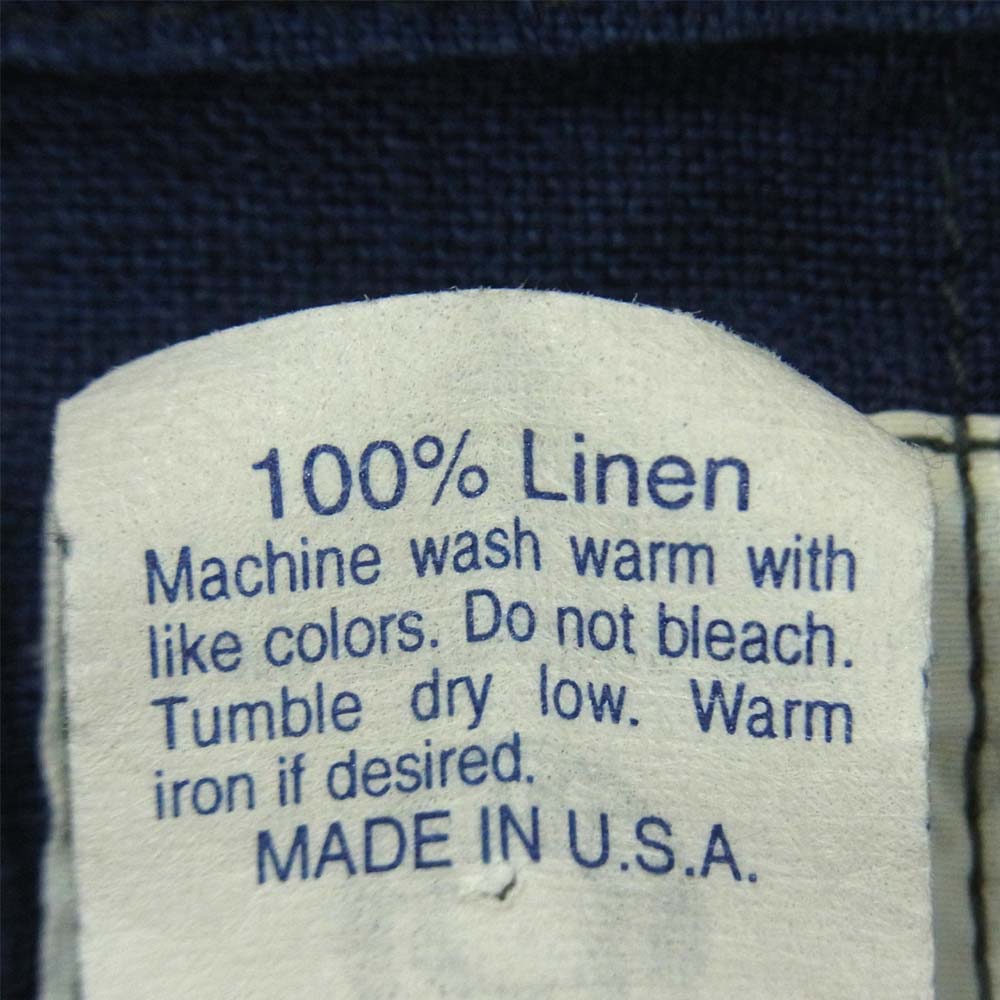 100% Linen
Machine wash warm with
like colors. Do not bleach.
Tumble dry low. Warm
iron if desired.
MADE IN U.S.A.